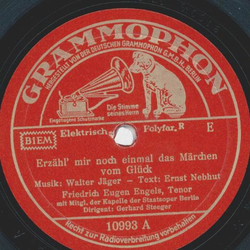 GRAMMOPHON
HERGESTELLT VON DER DEUTSCHEN GRAMMOPHON G.M.B.H. BERLIN
Die Stimme
seines Herrn
BIEM
Elektrisch
Polyfar R
E
Erzähl' mir noch einmal das Märchen
vom Glück
Musik: Walter Jäger - Text: Ernst Nebhut
Friedrich Eugen Engels, Tenor
mit Mitgl. der Kapelle der Staatsoper Berlin
Dirigent: Gerhard Steeger
10993 A
Recht zur Radioverbreitung vorbehalten